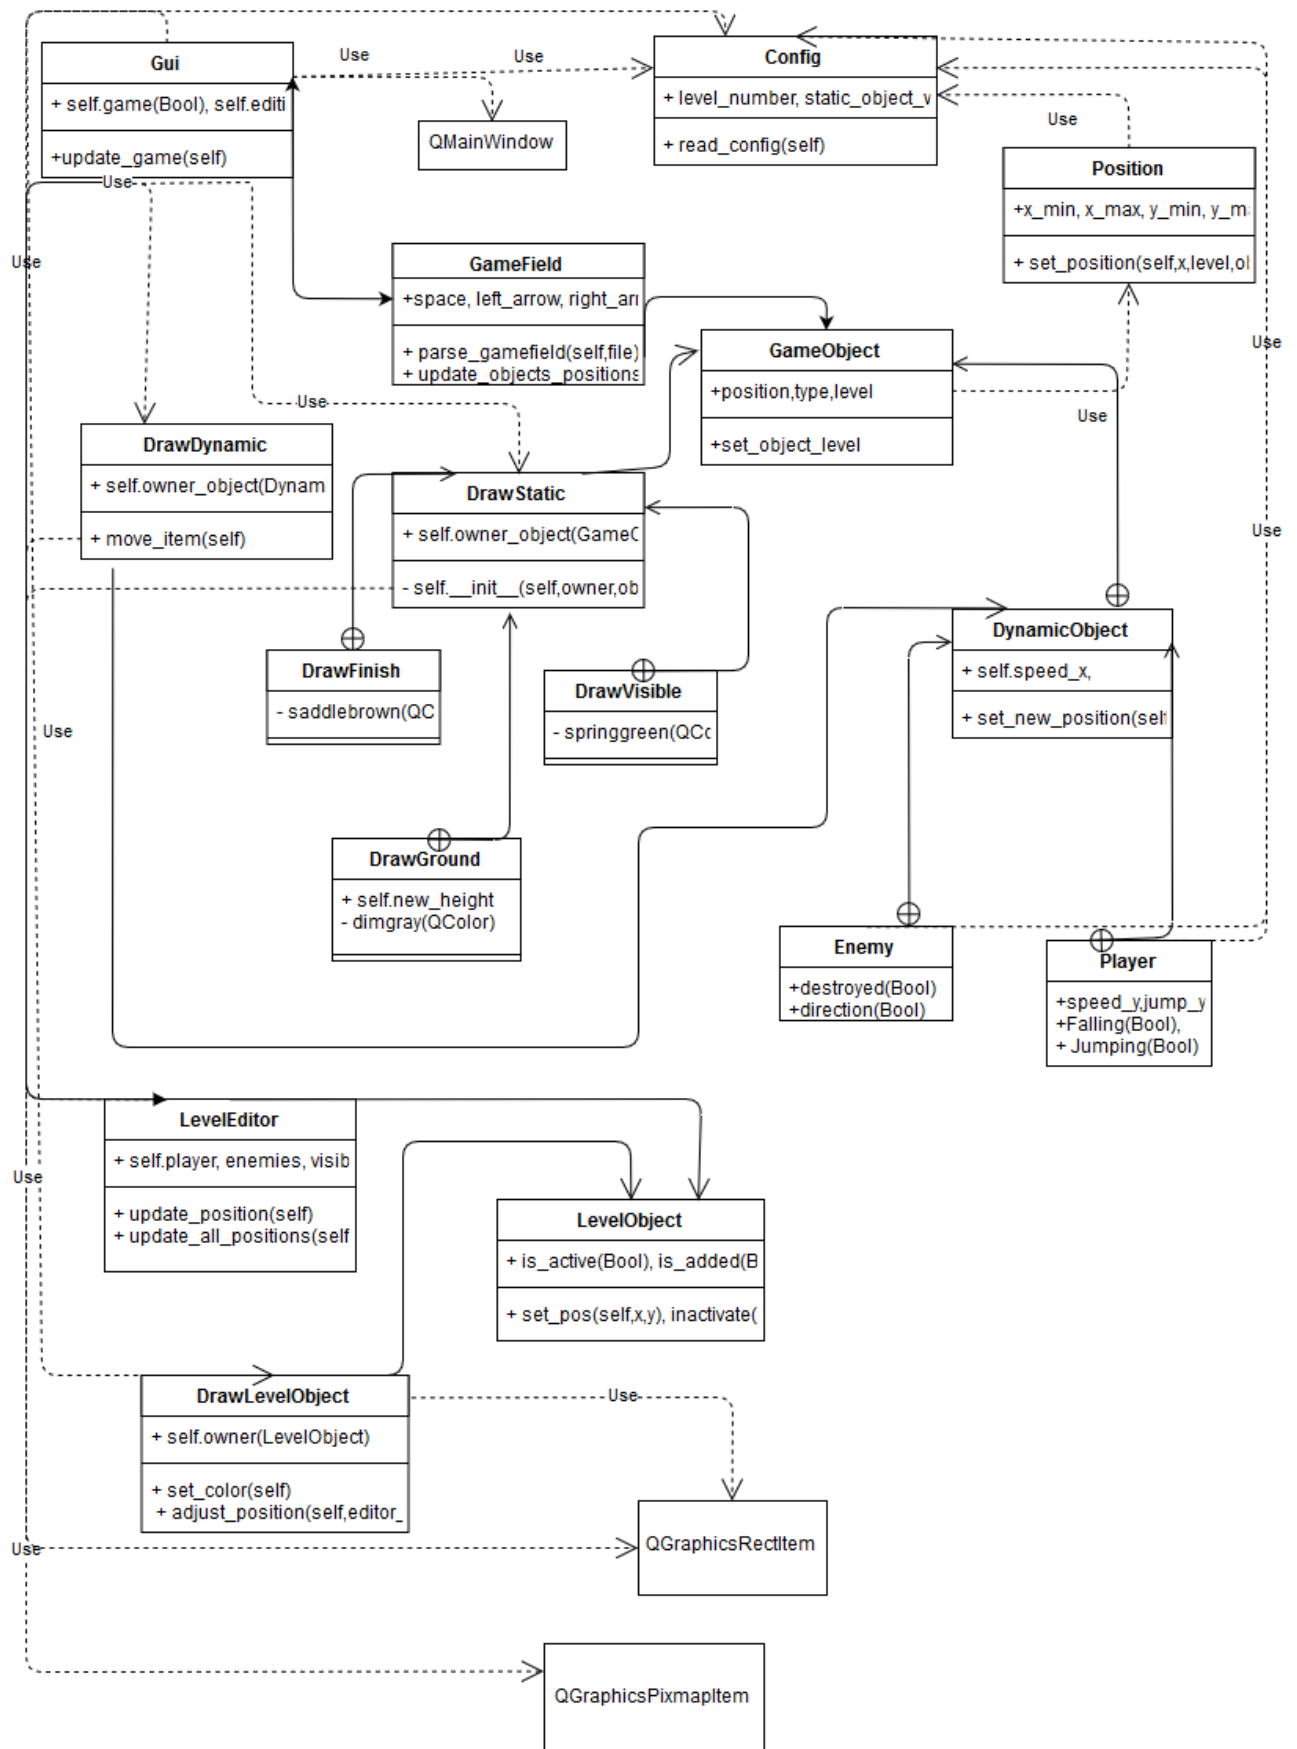 Gui
+ self.game(Bool), self.editi
+update_game(self)
Use
Use
QMainWindow
Config
+ level_number, static_object_v
+ read_config(self)
Use
Position
+x_min, x_max, y_min, y_m
+ set_position(self,x,level,ol
Use
Use
GameField
+space, left_arrow, right_arr
+ parse_gamefield(self,file)
+ update_objects_positions
GameObject
+position,type,level
+set_object_level
Use
Use
Use
DrawDynamic
+ self.owner_object(Dynam
+ move_item(self)
DrawStatic
+ self.owner_object(GameC
- self.__init__(self,owner,ob
Use
DrawFinish
- saddlebrown(QC
DrawVisible
- springgreen(QCo
DynamicObject
+ self.speed_x,
+ set_new_position(self
Use
DrawGround
+ self.new_height
- dimgray(QColor)
Enemy
+destroyed(Bool)
+direction(Bool)
Player
+speed_y,jump_y
+Falling(Bool),
+ Jumping(Bool)
LevelEditor
+ self.player, enemies, visib
+ update_position(self)
+ update_all_positions(self
Use
LevelObject
+ is_active(Bool), is_added(B
+ set_pos(self,x,y), inactivate(
DrawLevelObject
+ self.owner(LevelObject)
+ set_color(self)
+ adjust_position(self,editor_
Use
Use
QGraphicsRectItem
QGraphicsPixmapItem